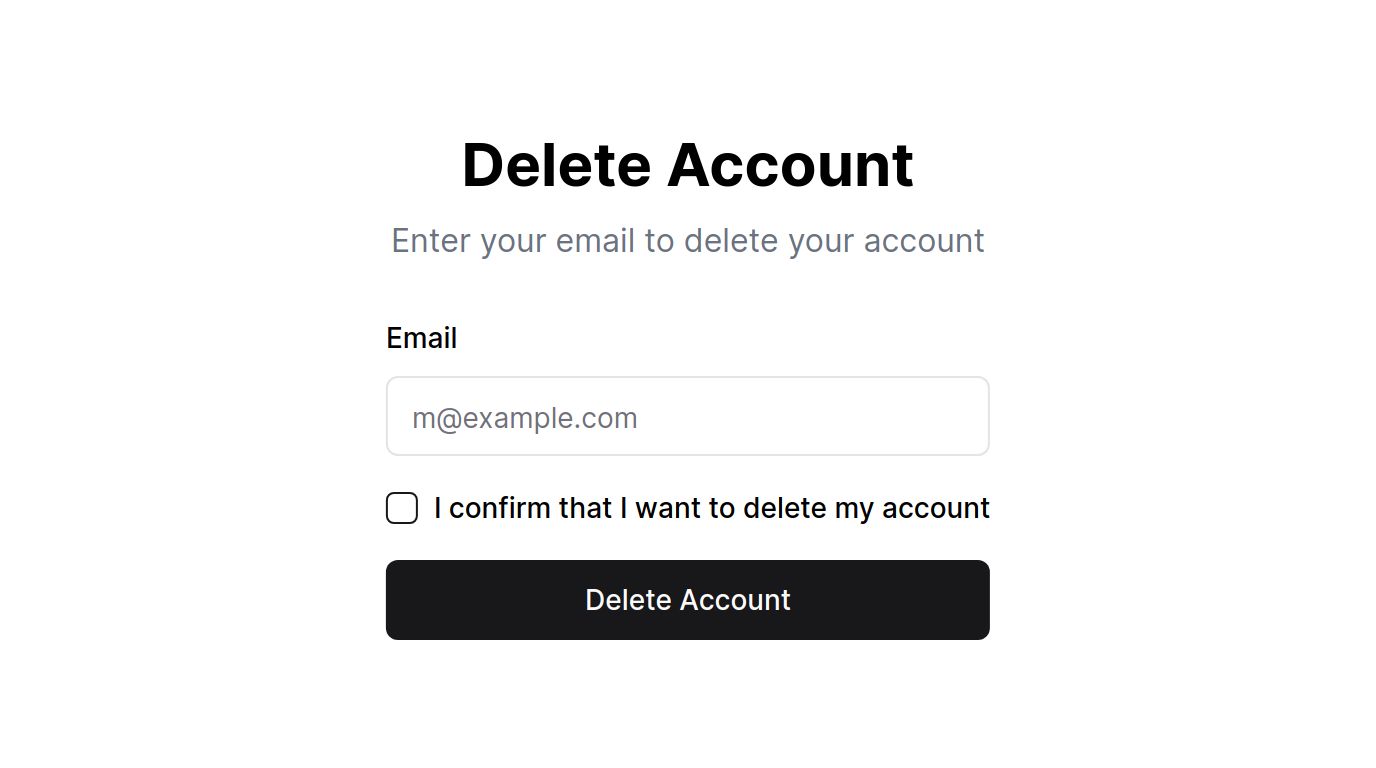 Delete Account
Enter your email to delete your account
Email
m@example.com
I confirm that I want to delete my account
Delete Account